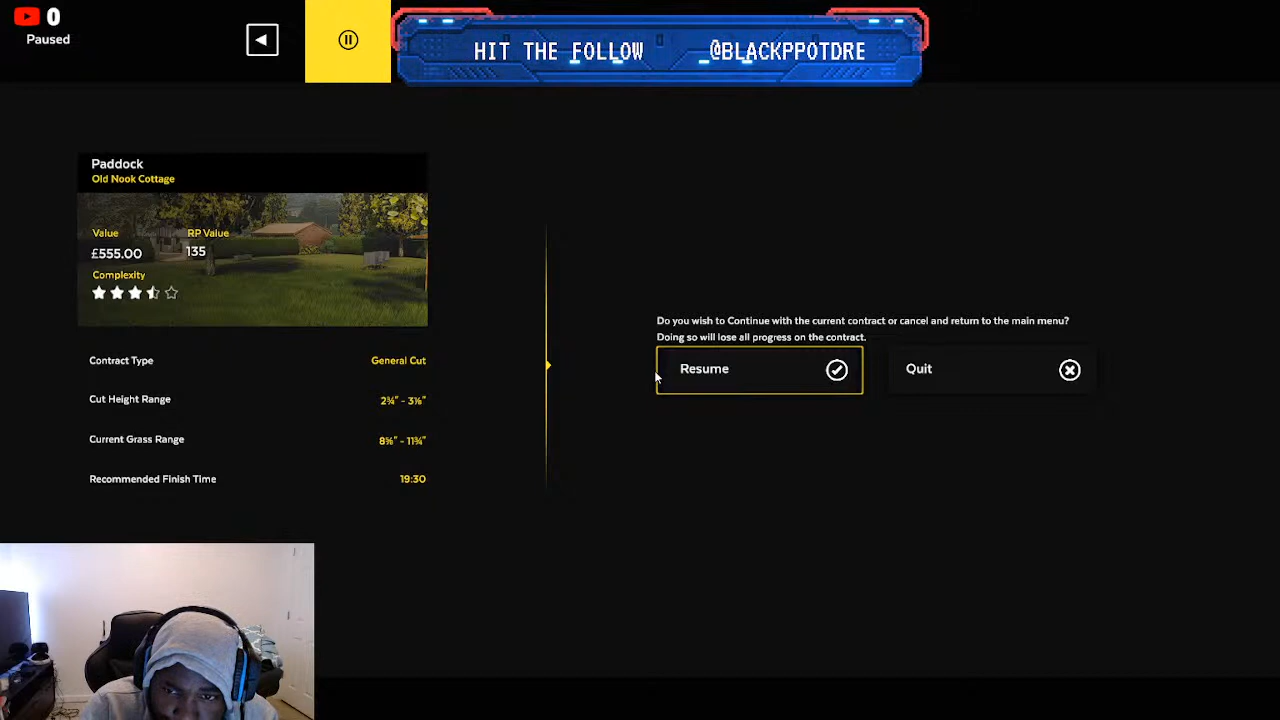 0
Paused
HIT THE FOLLOW @BLACKPPOTDRE
Paddock
Old Nook Cottage
Value RP Value
£555.00 135
Complexity
Contract Type General Cut
Cut Height Range 2¾" - 3⅛"
Current Grass Range 8⅝" - 11¾"
Recommended Finish Time 19:30
Do you wish to Continue with the current contract or cancel and return to the main menu?
Doing so will lose all progress on the contract.
Resume Quit